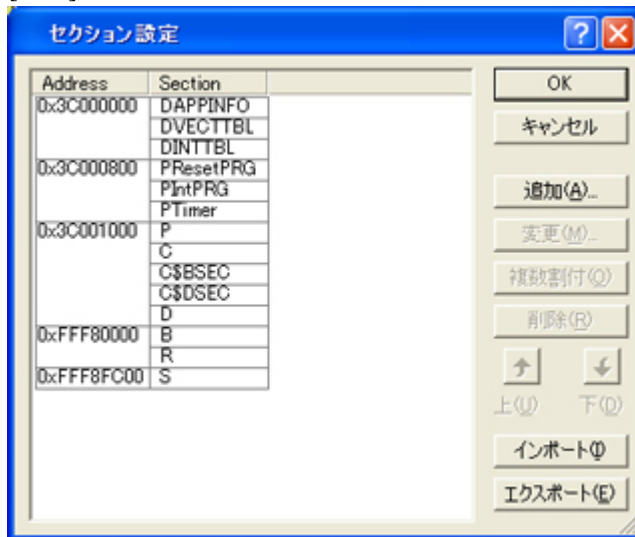 セクション設定
Address Section
0x3C000000 DAPPINFO
DVECTTBL
DINTTBL
0x3C000800 PResetPRG
PIntPRG
PTimer
0x3C001000 P
C
C$BSEC
C$DSEC
D
0xFFF80000 B
R
0xFFF8FC00 S
OK
キャンセル
追加(A)...
変更(M)...
複数割付(O)
削除(R)
上(U) 下(D)
インポート(I)
エクスポート(E)